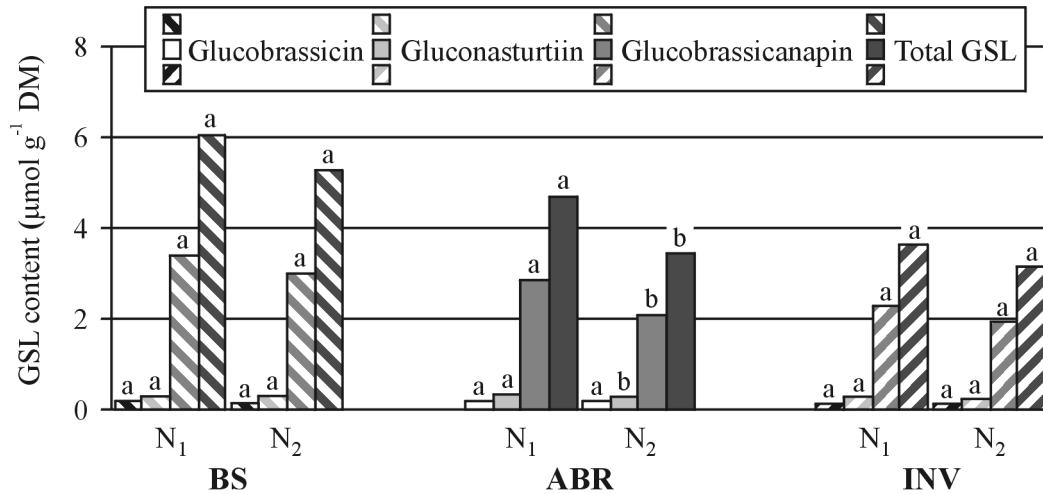 Glucobrassicin Gluconasturtiin Glucobrassicanapin Total GSL
GSL content (μmol g⁻¹ DM)
8
6
4
2
0
a a a a a a a a
a a a a a b b b
a a a a a a a a
N₁ N₂ N₁ N₂ N₁ N₂
BS ABR INV